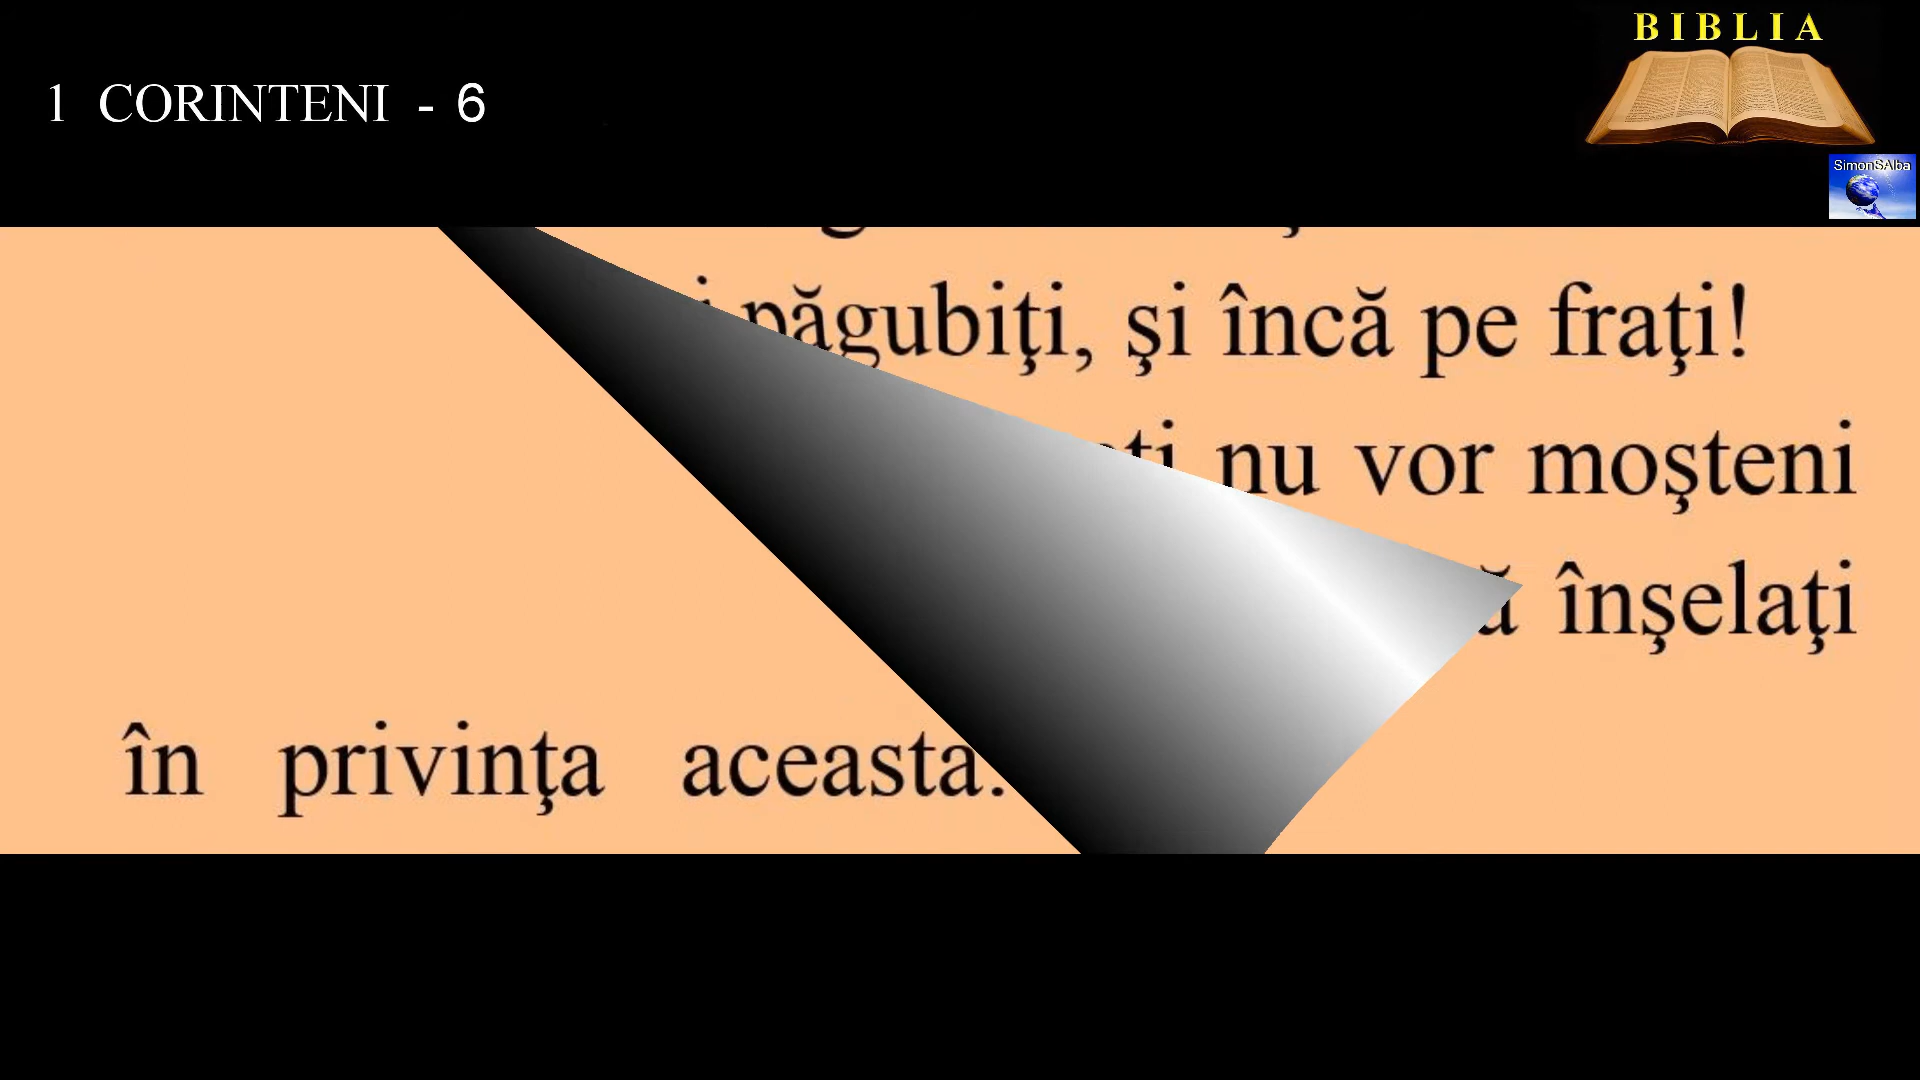 BIBLIA
1 CORINTENI - 6
SimonSAlba
păgubiţi, şi încă pe fraţi!
nu vor moşteni
înşelaţi
în privinţa aceasta.